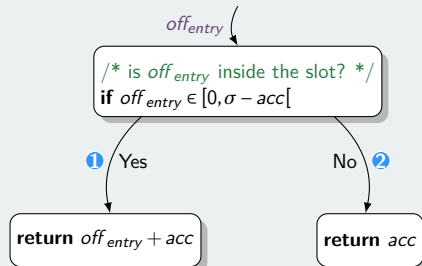 off_entry
/* is off_entry inside the slot? */
if off_entry ∈ [0, σ − acc[
1 Yes
No 2
return off_entry + acc
return acc